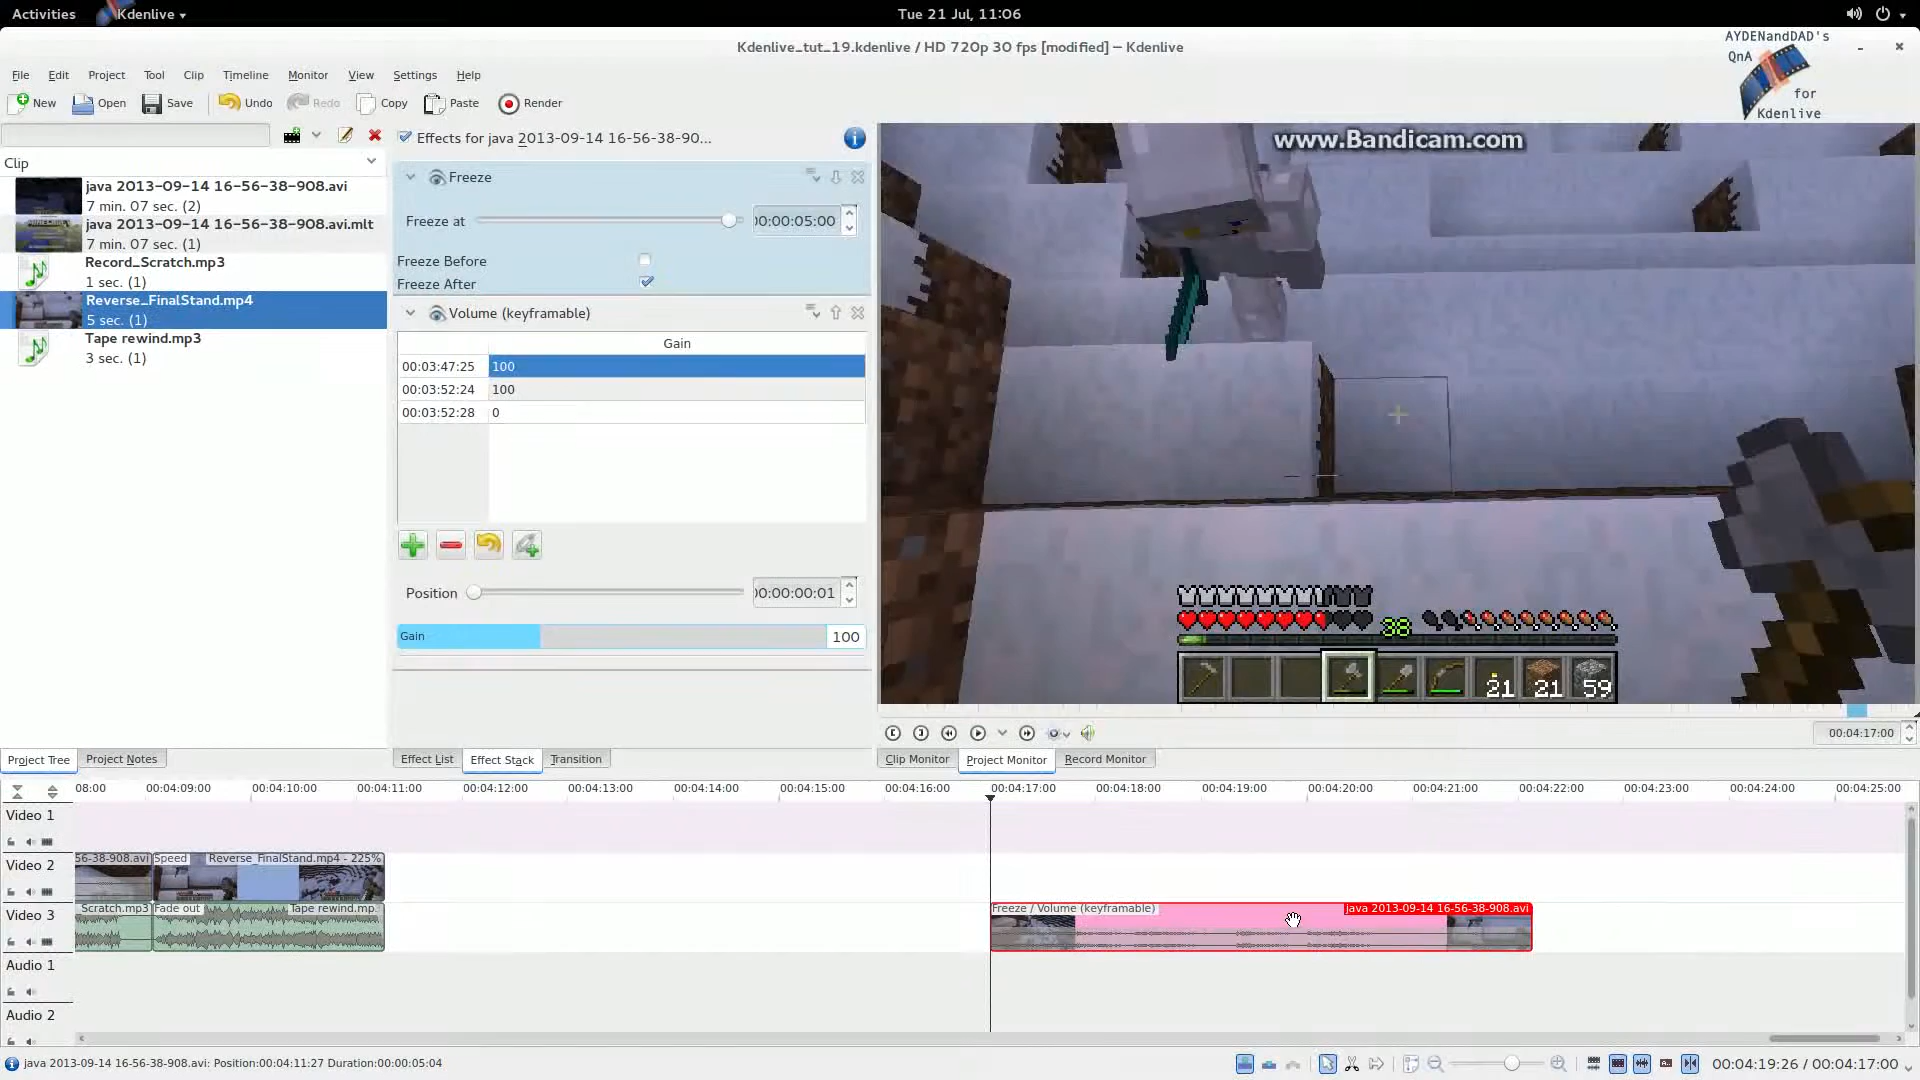 Activities
Kdenlive
Tue 21 Jul, 11:06
Kdenlive_tut_19.kdenlive / HD 720p 30 fps [modified] – Kdenlive
AYDENandDAD's
QnA
for
Kdenlive
File Edit Project Tool Clip Timeline Monitor View Settings Help
New Open Save Undo Redo Copy Paste Render
Effects for java 2013-09-14 16-56-38-90...
www.Bandicam.com
Clip
java 2013-09-14 16-56-38-908.avi
7 min. 07 sec. (2)
java 2013-09-14 16-56-38-908.avi.mlt
7 min. 07 sec. (1)
Record_Scratch.mp3
1 sec. (1)
Reverse_FinalStand.mp4
5 sec. (1)
Tape rewind.mp3
3 sec. (1)
Freeze
Freeze at
00:00:05:00
Freeze Before
Freeze After
Volume (keyframable)
Gain
00:03:47:25 100
00:03:52:24 100
00:03:52:28 0
Position
00:00:00:01
Gain
100
38
21 21 59
00:04:17:00
Project Tree Project Notes
Effect List Effect Stack Transition
Clip Monitor Project Monitor Record Monitor
08:00 00:04:09:00 00:04:10:00 00:04:11:00 00:04:12:00 00:04:13:00 00:04:14:00 00:04:15:00 00:04:16:00 00:04:17:00 00:04:18:00 00:04:19:00 00:04:20:00 00:04:21:00 00:04:22:00 00:04:23:00 00:04:24:00 00:04:25:00
Video 1
Video 2
56-38-908.avi Speed Reverse_FinalStand.mp4 - 225%
Video 3
Scratch.mp3 Fade out Tape rewind.mp
Freeze / Volume (keyframable) java 2013-09-14 16-56-38-908.avi
Audio 1
Audio 2
java 2013-09-14 16-56-38-908.avi: Position:00:04:11:27 Duration:00:00:05:04
00:04:19:26 / 00:04:17:00